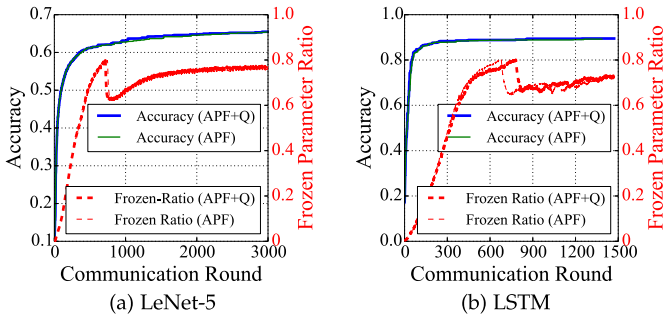 0.7
0.6
0.5
0.4
0.3
0.2
0.1
Accuracy
1.0
0.8
0.6
0.4
0.2
0
Frozen Parameter Ratio
Accuracy (APF+Q)
Accuracy (APF)
Frozen-Ratio (APF+Q)
Frozen Ratio (APF)
0 1000 2000 3000
Communication Round
(a) LeNet-5
1.0
0.8
0.6
0.4
0.2
0.0
Accuracy
1.0
0.8
0.6
0.4
0.2
0
Frozen Parameter Ratio
Accuracy (APF+Q)
Accuracy (APF)
Frozen Ratio (APF+Q)
Frozen Ratio (APF)
0 300 600 900 1200 1500
Communication Round
(b) LSTM